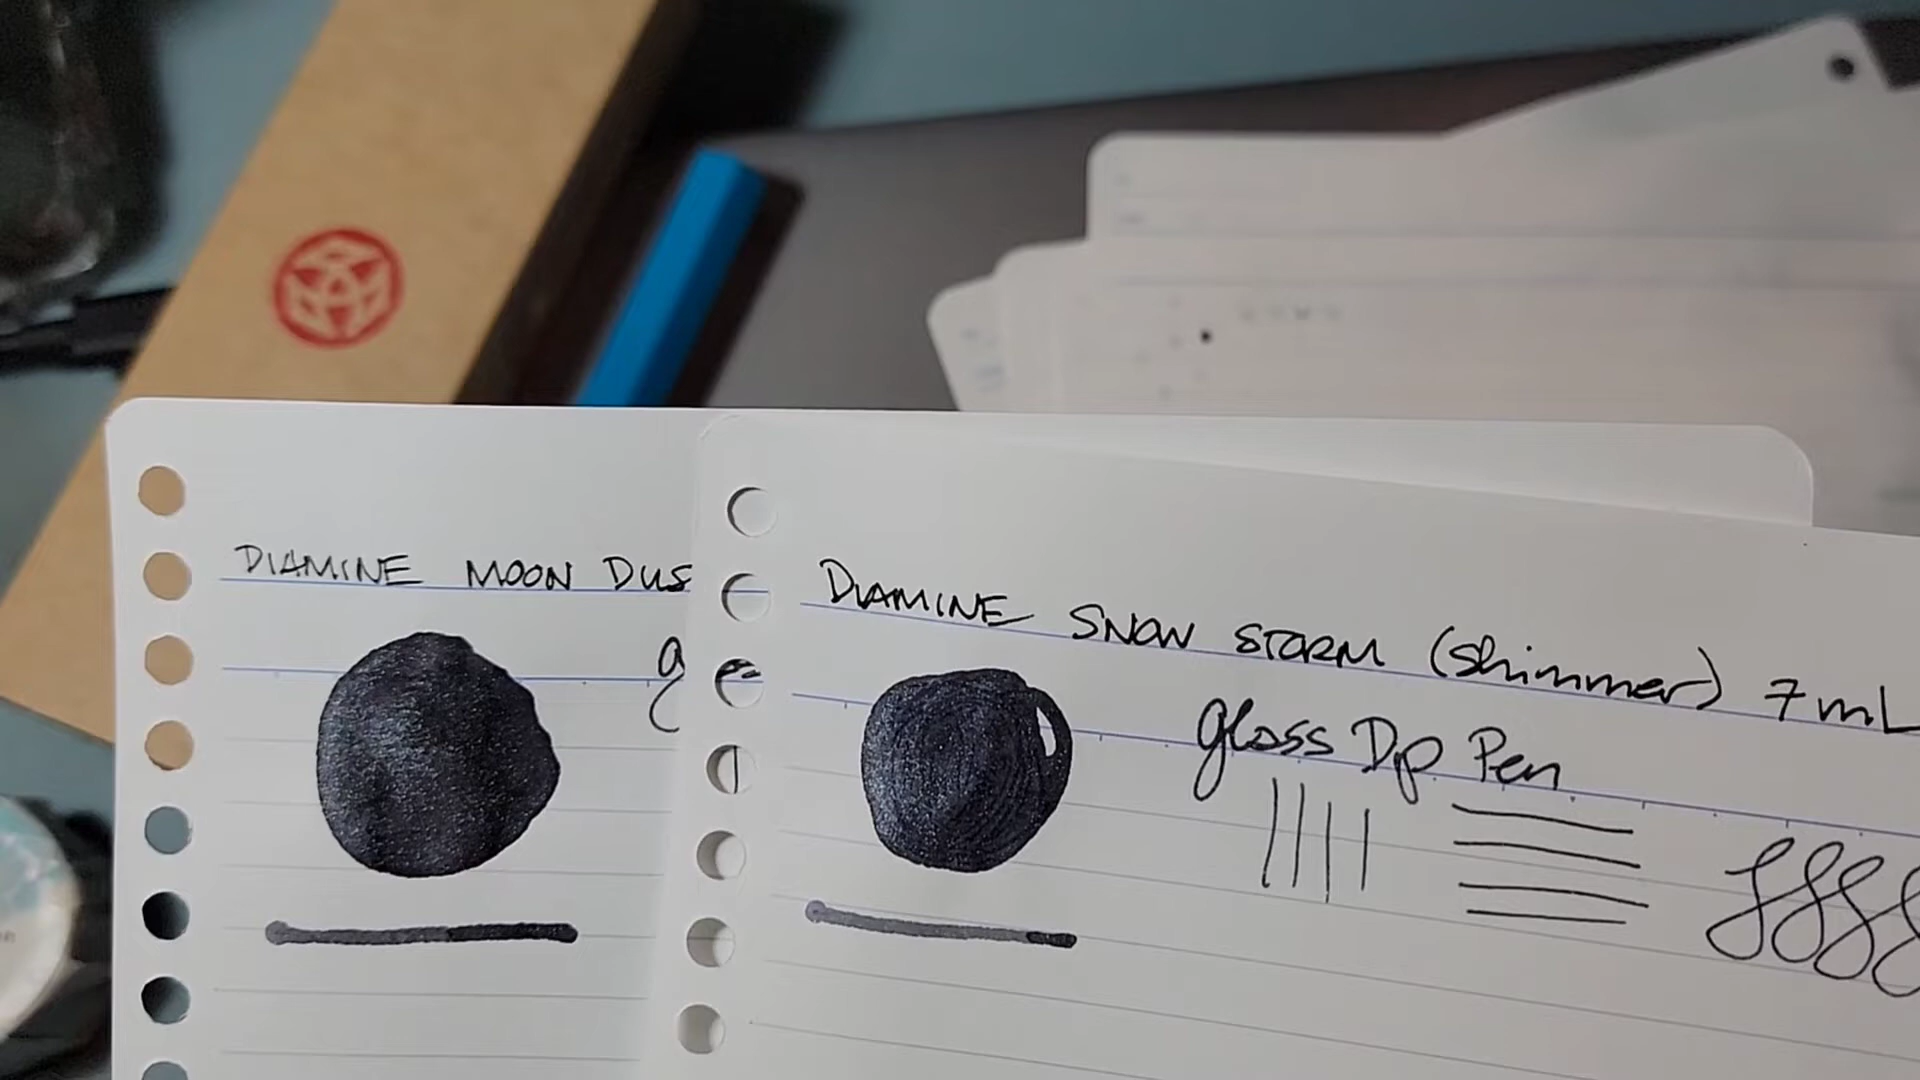 DIAMINE MOON DUS
g
DIAMINE SNOW STORM (Shimmer) 7mL
glass Dip Pen